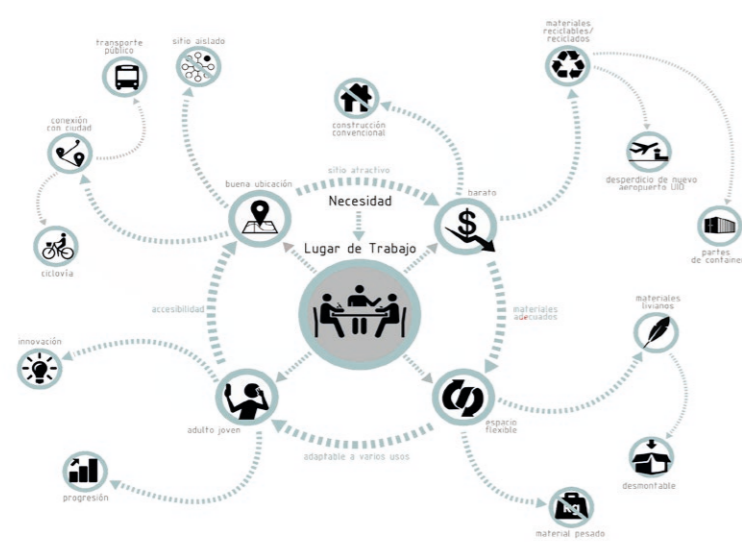 transporte
público
sitio aislado
materiales
reciclables/
reciclados
conexión
con ciudad
construcción
convencional
desperdicio de nuevo
aeropuerto UIO
buena ubicación
sitio atractivo
barato
Necesidad
Lugar de Trabajo
ciclovía
partes
de container
accesibilidad
materiales
adecuados
materiales
livianos
innovación
adulto joven
espacio
flexible
adaptable a varios usos
progresión
desmontable
kg
material pesado